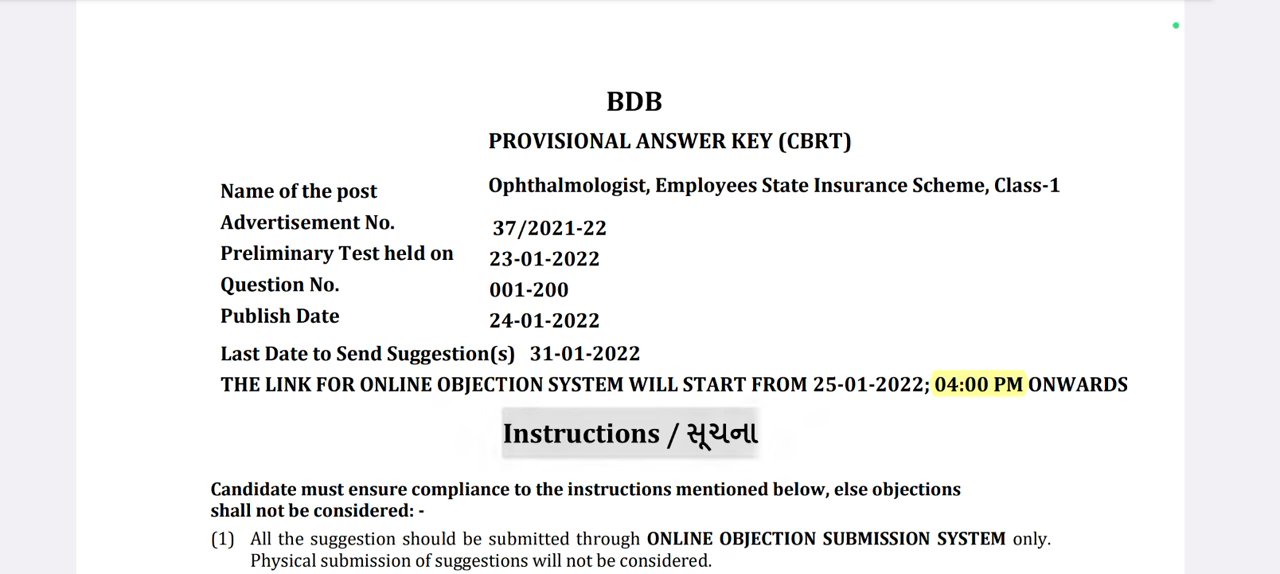 BDB
PROVISIONAL ANSWER KEY (CBRT)
Name of the post Ophthalmologist, Employees State Insurance Scheme, Class-1
Advertisement No. 37/2021-22
Preliminary Test held on 23-01-2022
Question No. 001-200
Publish Date 24-01-2022
Last Date to Send Suggestion(s) 31-01-2022
THE LINK FOR ONLINE OBJECTION SYSTEM WILL START FROM 25-01-2022; 04:00 PM ONWARDS
Instructions / સૂચના
Candidate must ensure compliance to the instructions mentioned below, else objections
shall not be considered: -
(1) All the suggestion should be submitted through ONLINE OBJECTION SUBMISSION SYSTEM only.
Physical submission of suggestions will not be considered.